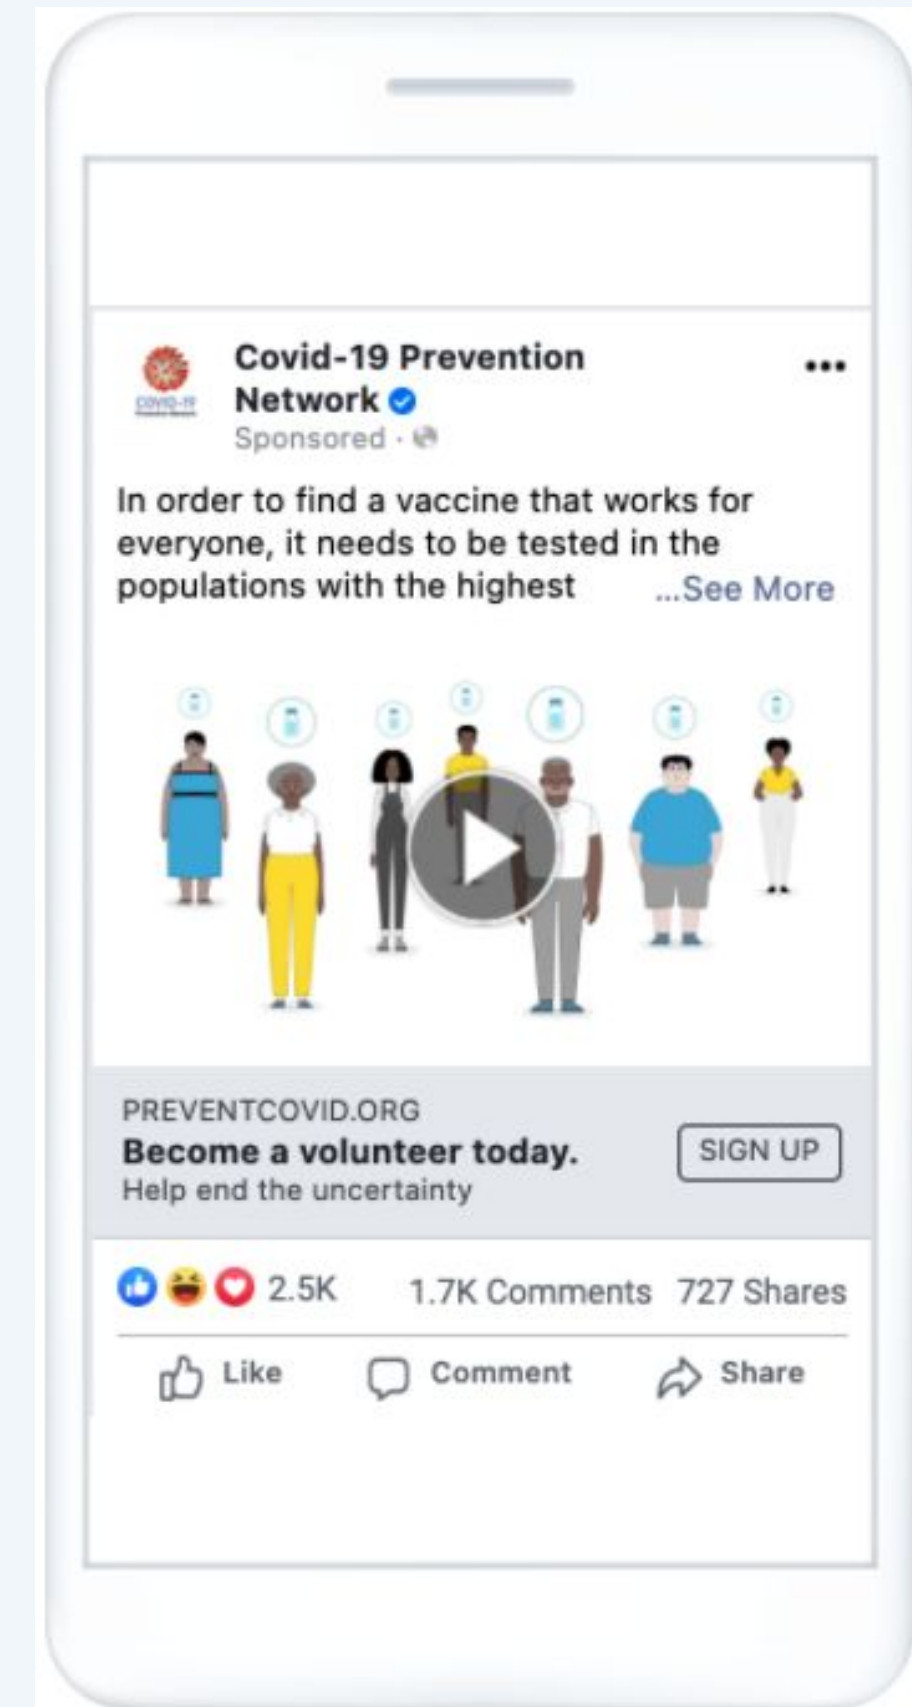 Covid-19 Prevention
Network
Sponsored ·
COVID-19
In order to find a vaccine that works for
everyone, it needs to be tested in the
populations with the highest ...See More
PREVENTCOVID.ORG
Become a volunteer today.
Help end the uncertainty
SIGN UP
2.5K 1.7K Comments 727 Shares
Like Comment Share